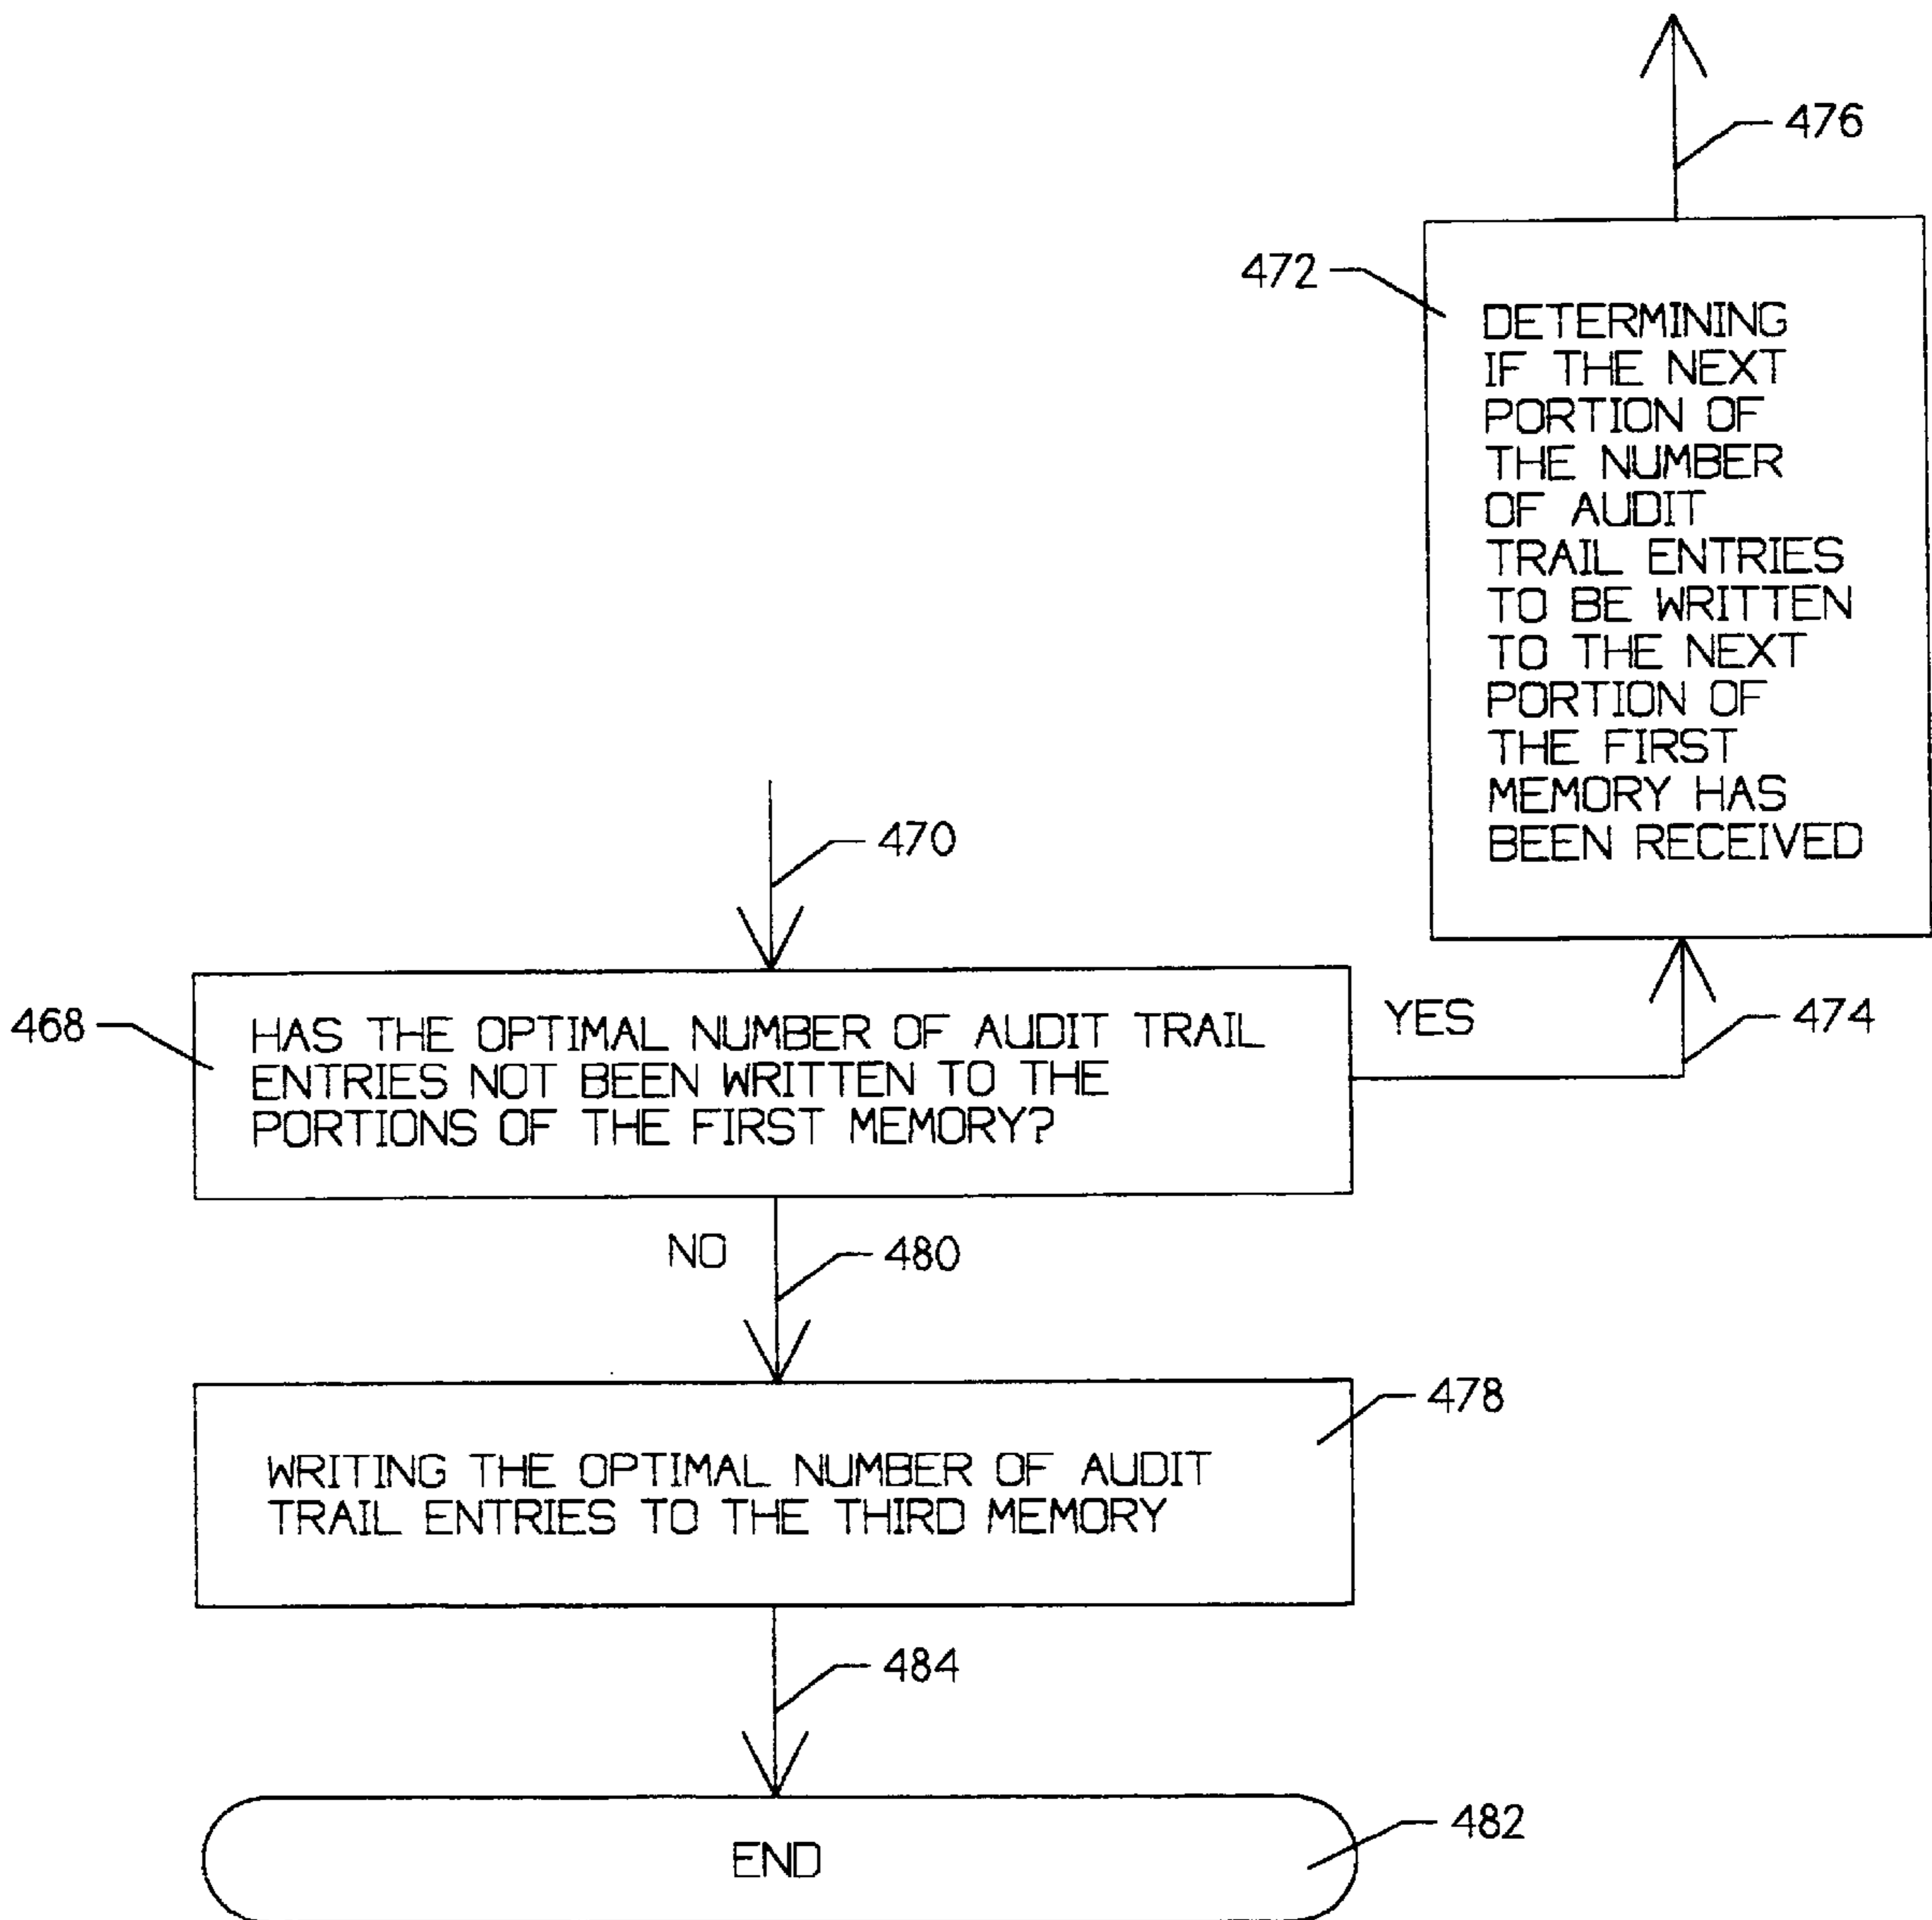 476
472
DETERMINING
IF THE NEXT
PORTION OF
THE NUMBER
OF AUDIT
TRAIL ENTRIES
TO BE WRITTEN
TO THE NEXT
PORTION OF
THE FIRST
MEMORY HAS
BEEN RECEIVED
470
468
HAS THE OPTIMAL NUMBER OF AUDIT TRAIL
ENTRIES NOT BEEN WRITTEN TO THE
PORTIONS OF THE FIRST MEMORY?
YES
474
NO
480
478
WRITING THE OPTIMAL NUMBER OF AUDIT
TRAIL ENTRIES TO THE THIRD MEMORY
484
END
482